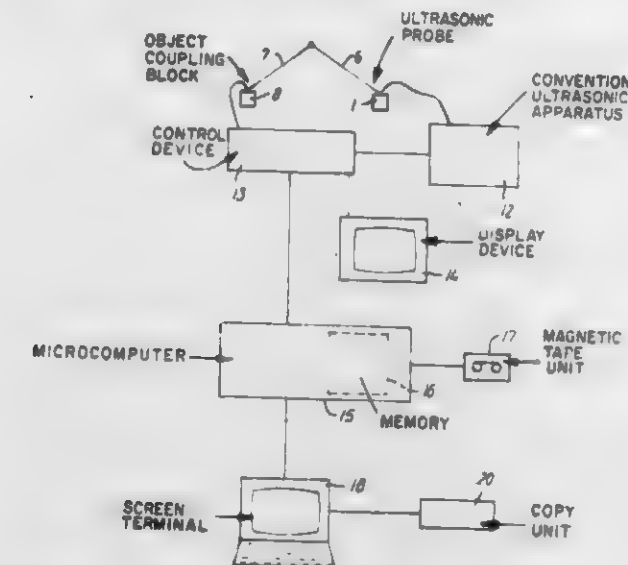 OBJECT
COUPLING
BLOCK
7
6
ULTRASONIC
PROBE
8
1
CONVENTION
ULTRASONIC
APPARATUS
CONTROL
DEVICE
13
12
DISPLAY
DEVICE
14
MICROCOMPUTER
17
MAGNETIC
TAPE
UNIT
16
15
MEMORY
18
20
SCREEN
TERMINAL
COPY
UNIT